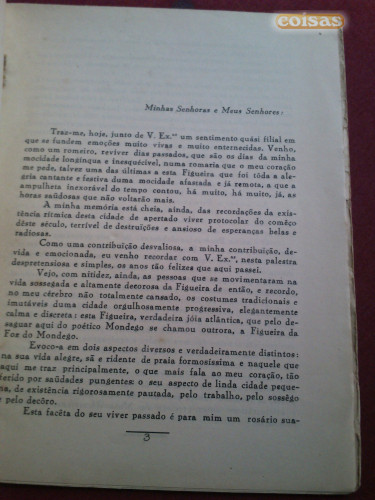 coisas
Minhas Senhoras e Meus Senhores:
Traz-me, hoje, junto de V. Ex.ᵃˢ um sentimento quási filial em
que se fundem emoções muito vivas e muito enternecidas. Venho,
como um romeiro, reviver dias passados, que são os dias da minha
mocidade longínqua e inesquecível, numa romaria que o meu coração
me pede, talvez uma das últimas a esta Figueira que foi tôda a ale-
gria cantante e festiva duma mocidade afastada e já remota, a que a
ampulheta inexorável do tempo contou, há muito, há muito, já, as
horas saüdosas que não voltarão mais.
A minha memória está cheia, ainda, das recordações da exis-
tência rítmica desta cidade de apertado viver protocolar do comêço
dêste século, terrível de destruïções e ansioso de esperanças belas e
radiosas.
Como uma contribuïção desvaliosa, a minha contribuïção, de-
vida e emocionada, eu venho recordar com V. Ex.ᵃˢ, nesta palestra
despretensiosa e simples, os anos tão felizes que aqui passei.
Vejo, com nitidez, ainda, as pessoas que se movimentaram na
vida sossegada e altamente decorosa da Figueira de então, e recordo,
no meu cérebro não totalmente cansado, os costumes tradicionais e
imutáveis duma cidade orgulhosamente progressiva, elegantemente
calma e discreta: esta Figueira, verdadeira jóia atlântica, que pelo de-
saguar aqui do poético Mondego se chamou outrora, a Figueira da
Foz do Mondego.
Evoco-a em dois aspectos diversos e verdadeiramente distintos:
na sua vida alegre, sã e ridente de praia formosíssima e naquele que
aqui me traz principalmente, o que mais fala ao meu coração, tão
ferido por saüdades pungentes: o seu aspecto de linda cidade peque-
na, de existência rigorosamente pautada, pelo trabalho, pelo sossêgo
e pelo decôro.
Esta facêta do seu viver passado é para mim um rosário sua-
3